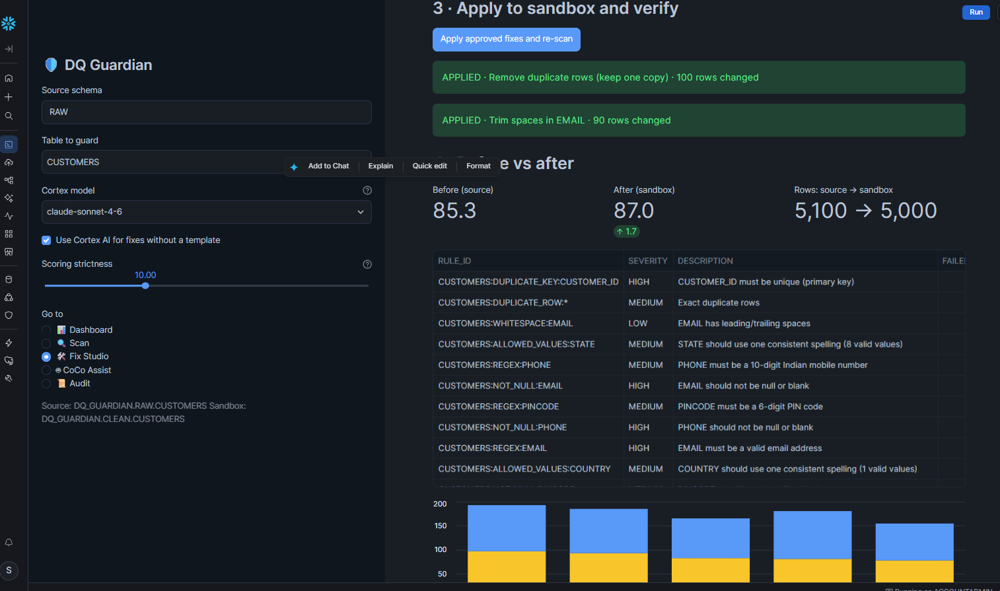 DQ Guardian
Source schema
RAW
Table to guard
CUSTOMERS
Cortex model
claude-sonnet-4-6
Use Cortex AI for fixes without a template
Scoring strictness
10.00
Go to
Dashboard
Scan
Fix Studio
CoCo Assist
Audit
Source: DQ_GUARDIAN.RAW.CUSTOMERS Sandbox:
DQ_GUARDIAN.CLEAN.CUSTOMERS
S
Add to Chat Explain Quick edit Format
3 · Apply to sandbox and verify
Run
Apply approved fixes and re-scan
APPLIED · Remove duplicate rows (keep one copy) · 100 rows changed
APPLIED · Trim spaces in EMAIL · 90 rows changed
e vs after
Before (source) After (sandbox) Rows: source → sandbox
85.3 87.0 5,100 → 5,000
↑ 1.7
RULE_ID SEVERITY DESCRIPTION FAILE
CUSTOMERS:DUPLICATE_KEY:CUSTOMER_ID HIGH CUSTOMER_ID must be unique (primary key)
CUSTOMERS:DUPLICATE_ROW:* MEDIUM Exact duplicate rows
CUSTOMERS:WHITESPACE:EMAIL LOW EMAIL has leading/trailing spaces
CUSTOMERS:ALLOWED_VALUES:STATE MEDIUM STATE should use one consistent spelling (8 valid values)
CUSTOMERS:REGEX:PHONE MEDIUM PHONE must be a 10-digit Indian mobile number
CUSTOMERS:NOT_NULL:EMAIL HIGH EMAIL should not be null or blank
CUSTOMERS:REGEX:PINCODE MEDIUM PINCODE must be a 6-digit PIN code
CUSTOMERS:NOT_NULL:PHONE HIGH PHONE should not be null or blank
CUSTOMERS:REGEX:EMAIL HIGH EMAIL must be a valid email address
CUSTOMERS:ALLOWED_VALUES:COUNTRY MEDIUM COUNTRY should use one consistent spelling (1 valid values)
200
150
100
50